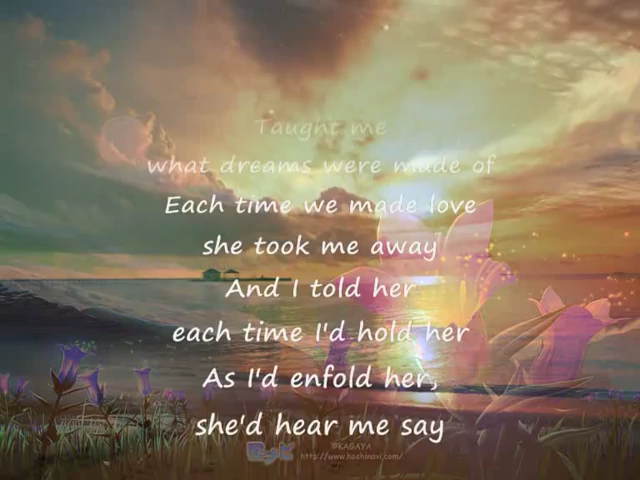 Taught me
what dreams were made of
Each time we made love
she took me away
And I told her
each time I'd hold her
As I'd enfold her,
she'd hear me say
©KAGAYA
http://www.hoshinavi.com/